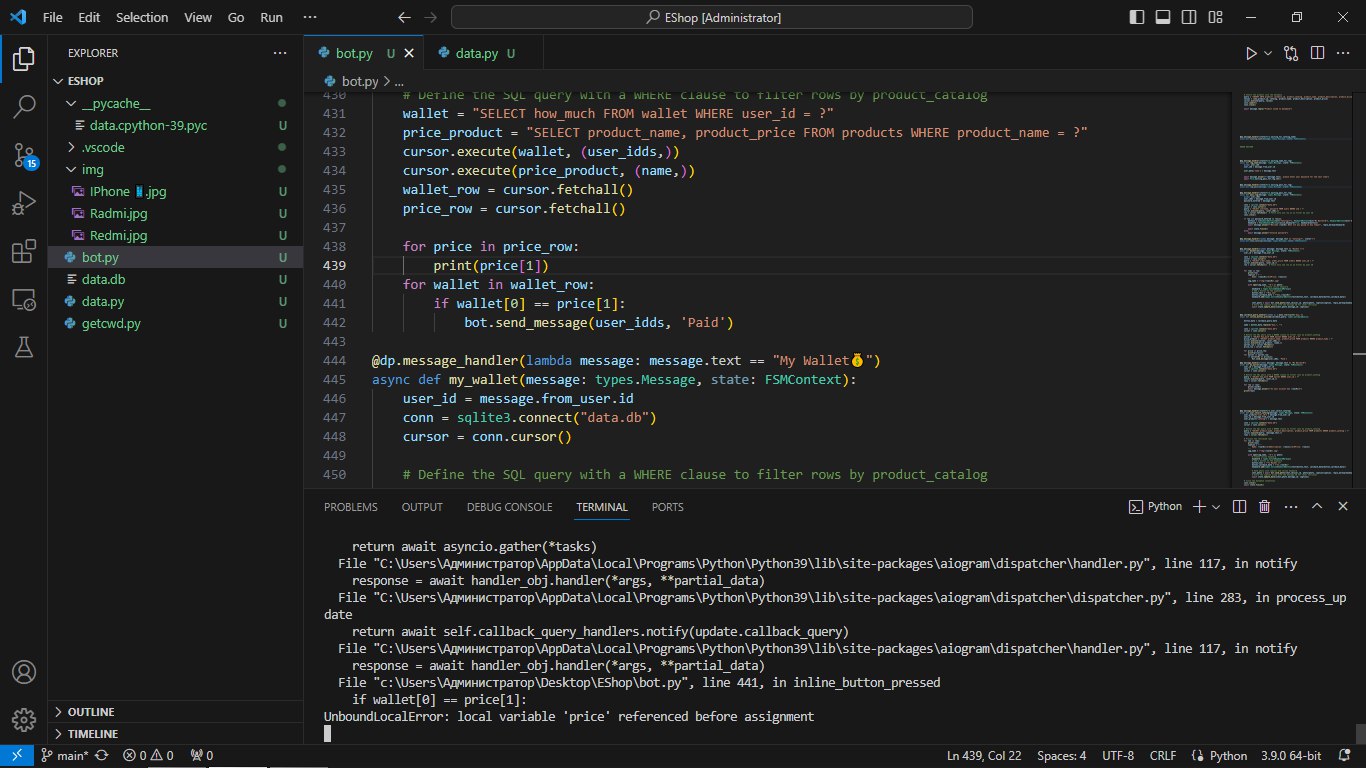 File Edit Selection View Go Run ··· EShop [Administrator]
EXPLORER ···
ESHOP
__pycache__
data.cpython-39.pyc U
.vscode
img
IPhone 📱.jpg U
Radmi.jpg U
Redmi.jpg U
bot.py U
data.db U
data.py U
getcwd.py U
15
OUTLINE
TIMELINE
bot.py U data.py U
bot.py > ...
430 # Define the SQL query with a WHERE clause to filter rows by product_catalog
431 wallet = "SELECT how_much FROM wallet WHERE user_id = ?"
432 price_product = "SELECT product_name, product_price FROM products WHERE product_name = ?"
433 cursor.execute(wallet, (user_idds,))
434 cursor.execute(price_product, (name,))
435 wallet_row = cursor.fetchall()
436 price_row = cursor.fetchall()
437
438 for price in price_row:
439 print(price[1])
440 for wallet in wallet_row:
441 if wallet[0] == price[1]:
442 bot.send_message(user_idds, 'Paid')
443
444 @dp.message_handler(lambda message: message.text == "My Wallet💰")
445 async def my_wallet(message: types.Message, state: FSMContext):
446 user_id = message.from_user.id
447 conn = sqlite3.connect("data.db")
448 cursor = conn.cursor()
449
450 # Define the SQL query with a WHERE clause to filter rows by product_catalog
PROBLEMS OUTPUT DEBUG CONSOLE TERMINAL PORTS Python
return await asyncio.gather(*tasks)
File "C:\Users\Администратор\AppData\Local\Programs\Python\Python39\lib\site-packages\aiogram\dispatcher\handler.py", line 117, in notify
response = await handler_obj.handler(*args, **partial_data)
File "C:\Users\Администратор\AppData\Local\Programs\Python\Python39\lib\site-packages\aiogram\dispatcher\dispatcher.py", line 283, in process_up
date
return await self.callback_query_handlers.notify(update.callback_query)
File "C:\Users\Администратор\AppData\Local\Programs\Python\Python39\lib\site-packages\aiogram\dispatcher\handler.py", line 117, in notify
response = await handler_obj.handler(*args, **partial_data)
File "c:\Users\Администратор\Desktop\EShop\bot.py", line 441, in inline_button_pressed
if wallet[0] == price[1]:
UnboundLocalError: local variable 'price' referenced before assignment
main* 0 0 0 Ln 439, Col 22 Spaces: 4 UTF-8 CRLF Python 3.9.0 64-bit